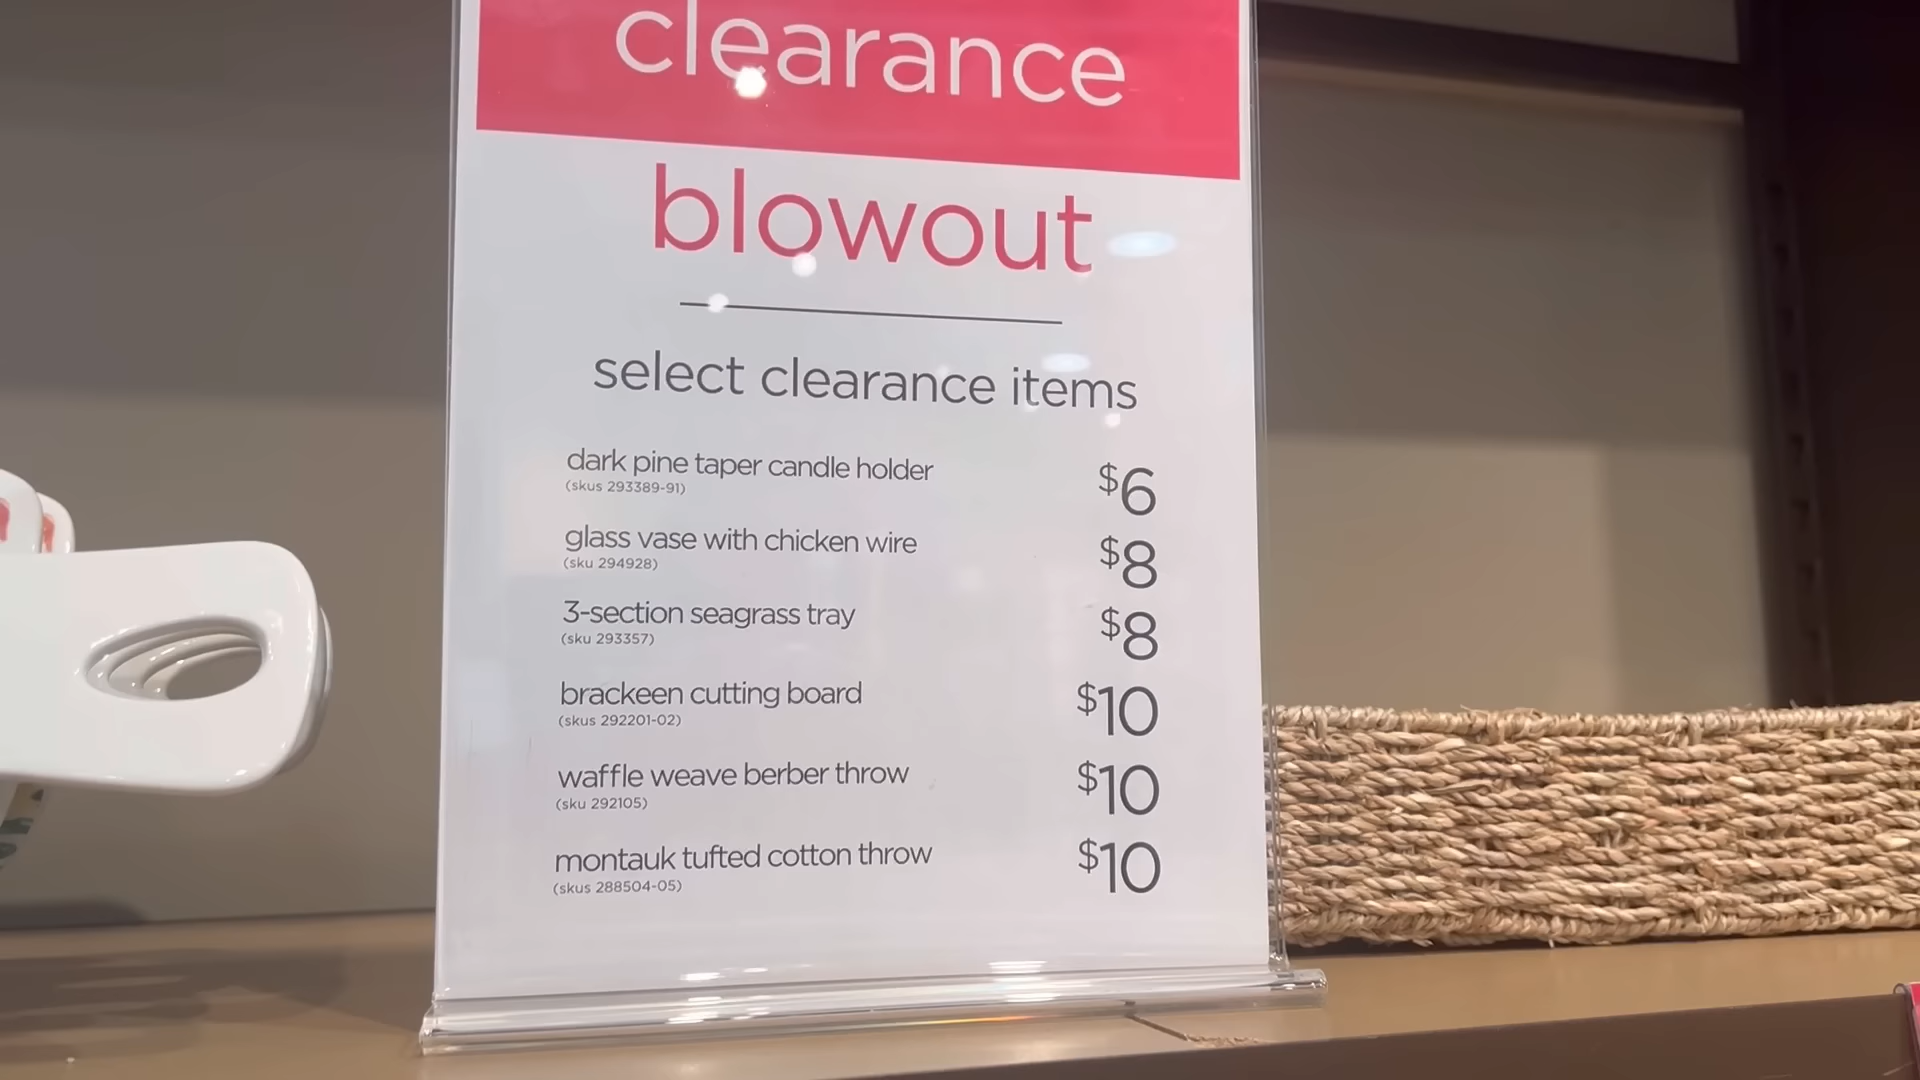 clearance
blowout
select clearance items
dark pine taper candle holder $6
(skus 293389-91)
glass vase with chicken wire $8
(sku 294928)
3-section seagrass tray $8
(sku 293357)
brackeen cutting board $10
(skus 292201-02)
waffle weave berber throw $10
(sku 292105)
montauk tufted cotton throw $10
(skus 288504-05)